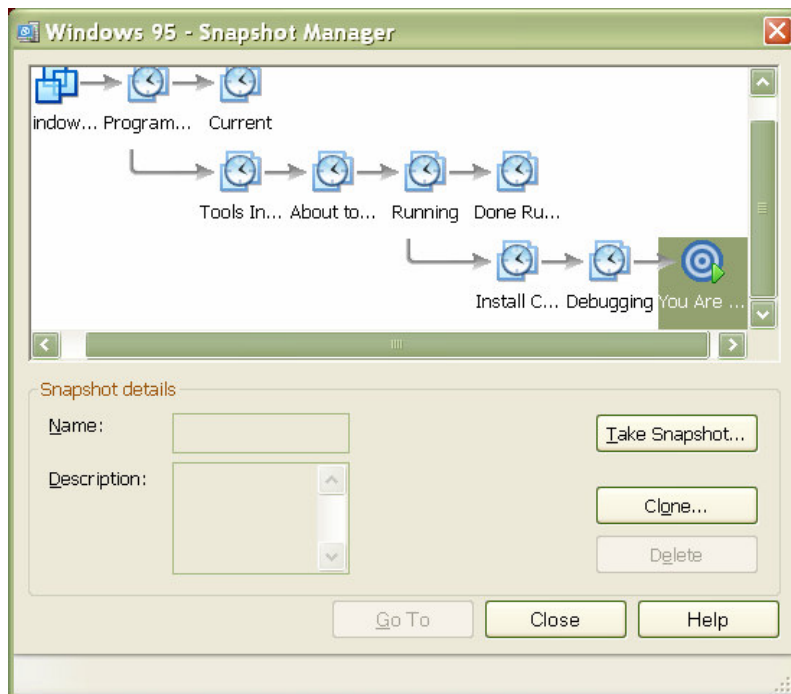 Windows 95 - Snapshot Manager
indow... Program... Current
Tools In... About to... Running Done Ru...
Install C... Debugging You Are ...
Snapshot details
Name:
Take Snapshot...
Description:
Clone...
Delete
Go To Close Help